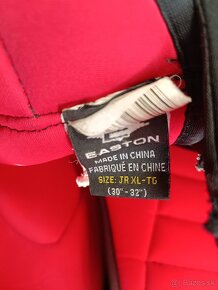 EASTON
MADE IN CHINA
FABRIQUÉ EN CHINE
SIZE: JR XL-TG
(30"- 32")